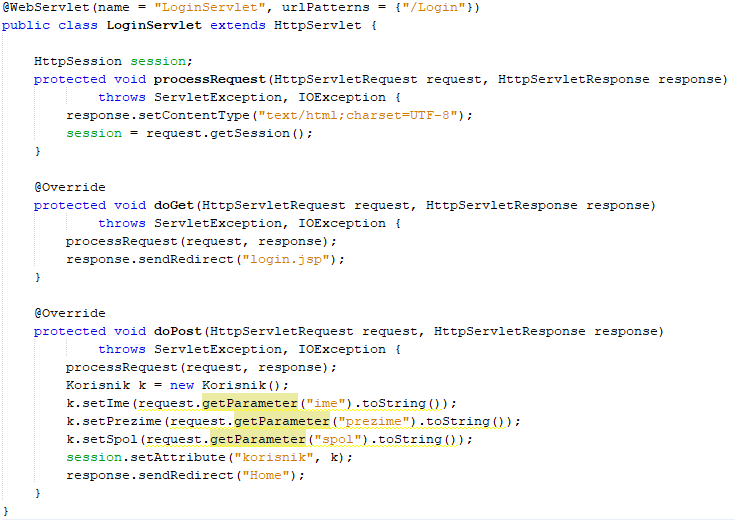 @WebServlet(name = "LoginServlet", urlPatterns = {"/Login"})
public class LoginServlet extends HttpServlet {
HttpSession session;
protected void processRequest(HttpServletRequest request, HttpServletResponse response)
throws ServletException, IOException {
response.setContentType("text/html;charset=UTF-8");
session = request.getSession();
}
@Override
protected void doGet(HttpServletRequest request, HttpServletResponse response)
throws ServletException, IOException {
processRequest(request, response);
response.sendRedirect("login.jsp");
}
@Override
protected void doPost(HttpServletRequest request, HttpServletResponse response)
throws ServletException, IOException {
processRequest(request, response);
Korisnik k = new Korisnik();
k.setIme(request.getParameter("ime").toString());
k.setPrezime(request.getParameter("prezime").toString());
k.setSpol(request.getParameter("spol").toString());
session.setAttribute("korisnik", k);
response.sendRedirect("Home");
}
}